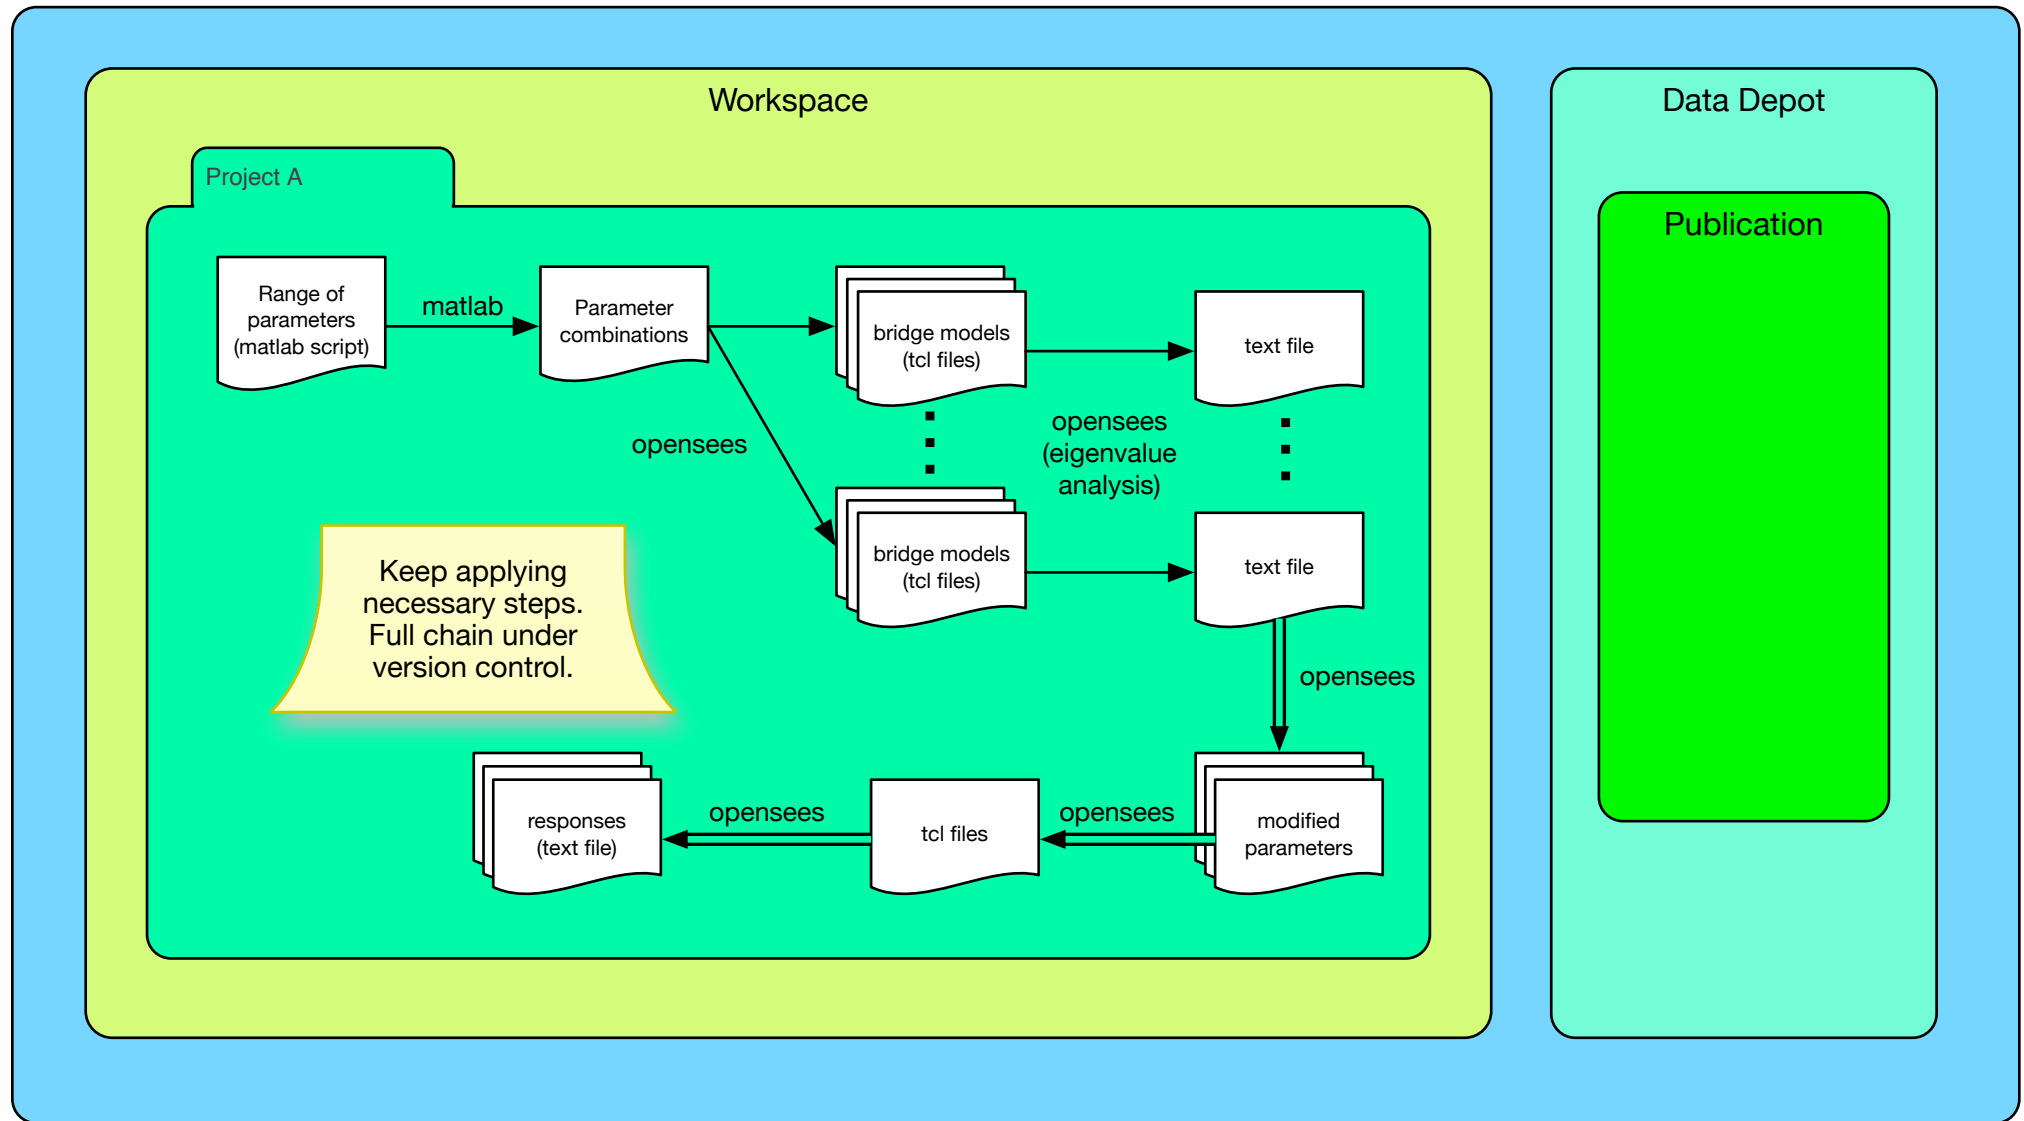 Workspace
Data Depot
Project A
Publication
Range of
parameters
(matlab script)
matlab
Parameter
combinations
bridge models
(tcl files)
text file
opensees
opensees
(eigenvalue
analysis)
bridge models
(tcl files)
text file
Keep applying
necessary steps.
Full chain under
version control.
opensees
responses
(text file)
opensees
tcl files
opensees
modified
parameters